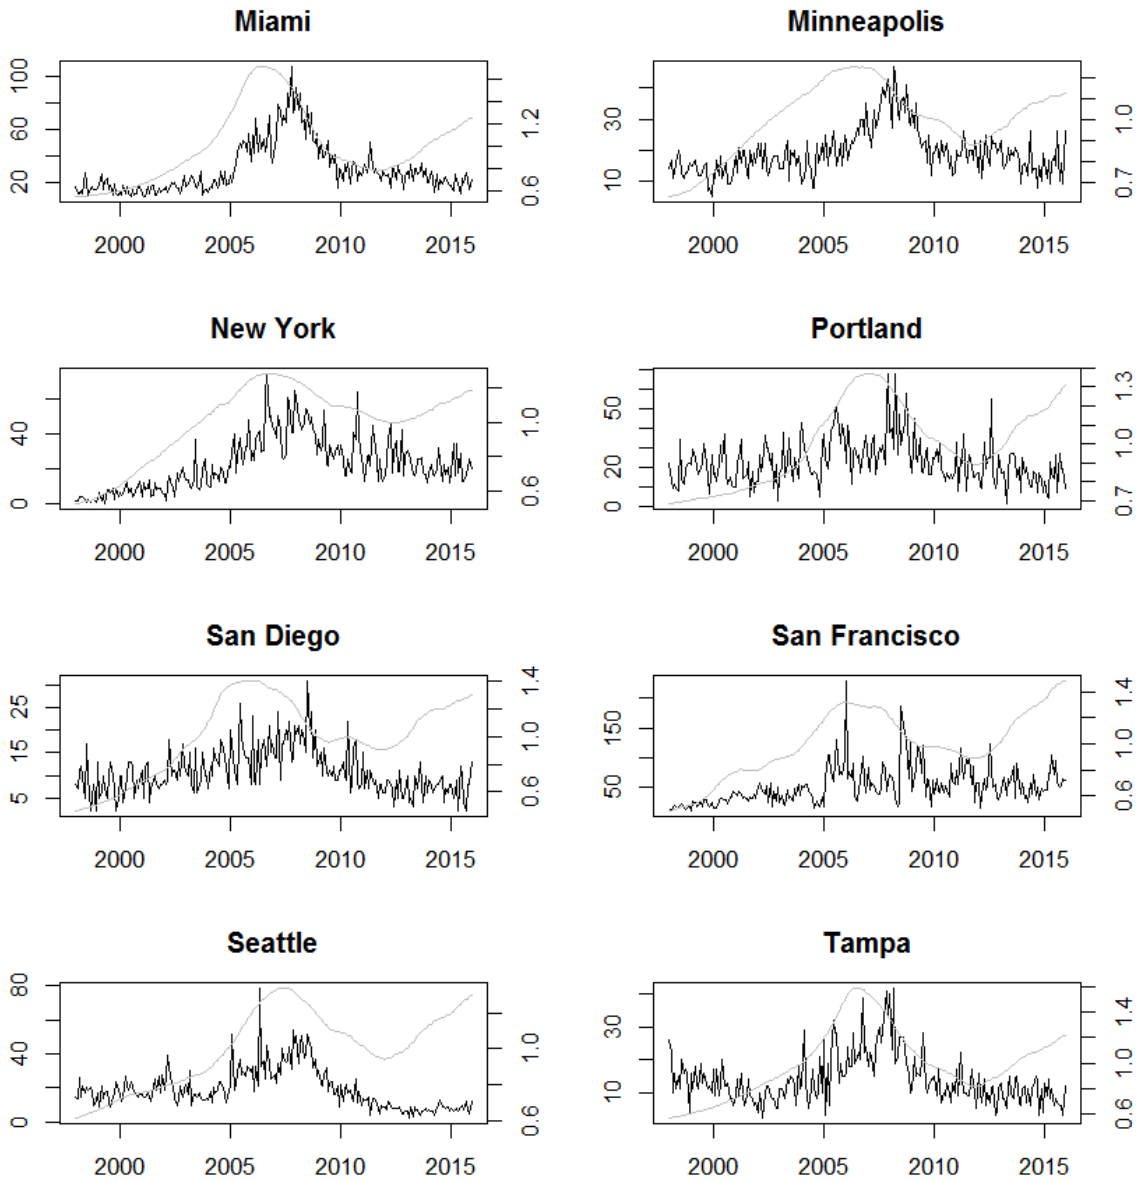 Miami
Minneapolis
20 60 100
0.6 1.2
10 30
0.7 1.0
2000 2005 2010 2015
2000 2005 2010 2015
New York
Portland
0 40
0.6 1.0
0 20 50
0.7 1.0 1.3
2000 2005 2010 2015
2000 2005 2010 2015
San Diego
San Francisco
5 15 25
0.6 1.0 1.4
50 150
0.6 1.0 1.4
2000 2005 2010 2015
2000 2005 2010 2015
Seattle
Tampa
0 40 80
0.6 1.0
10 30
0.6 1.0 1.4
2000 2005 2010 2015
2000 2005 2010 2015